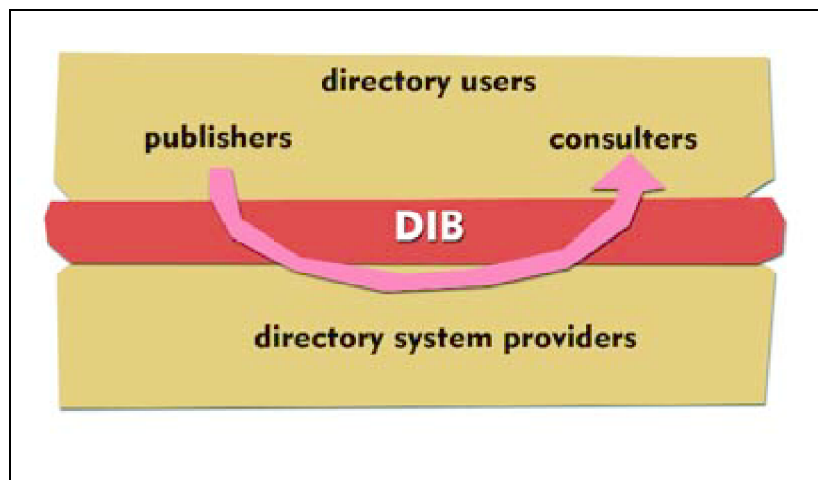 directory users
publishers consulters
DIB
directory system providers